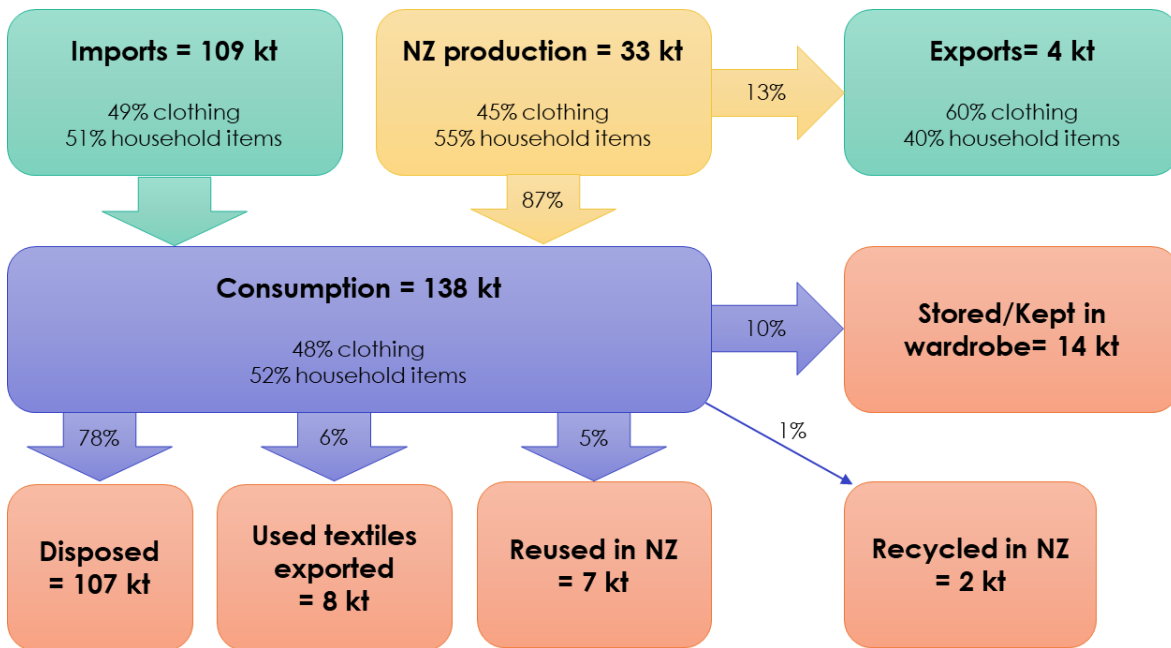 Imports = 109 kt
49% clothing
51% household items
NZ production = 33 kt
45% clothing
55% household items
13%
Exports= 4 kt
60% clothing
40% household items
87%
Consumption = 138 kt
48% clothing
52% household items
10%
Stored/Kept in
wardrobe= 14 kt
78%
6%
5%
1%
Disposed
= 107 kt
Used textiles
exported
= 8 kt
Reused in NZ
= 7 kt
Recycled in NZ
= 2 kt